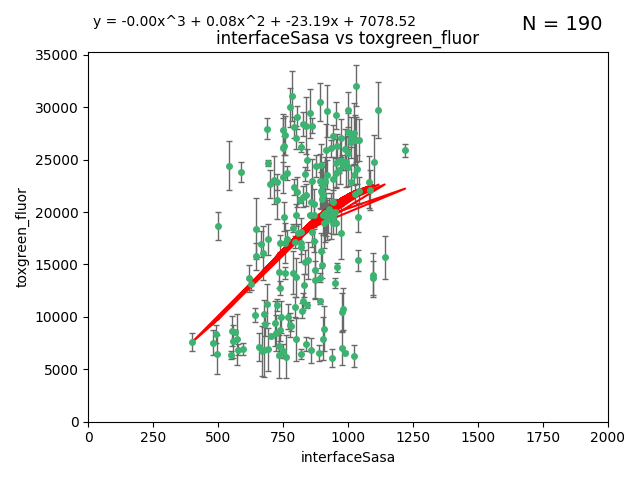 y = -0.00x^3 + 0.08x^2 + -23.19x + 7078.52
N = 190
interfaceSasa vs toxgreen_fluor
35000
30000
25000
20000
15000
10000
5000
0
toxgreen_fluor
0 250 500 750 1000 1250 1500 1750 2000
interfaceSasa